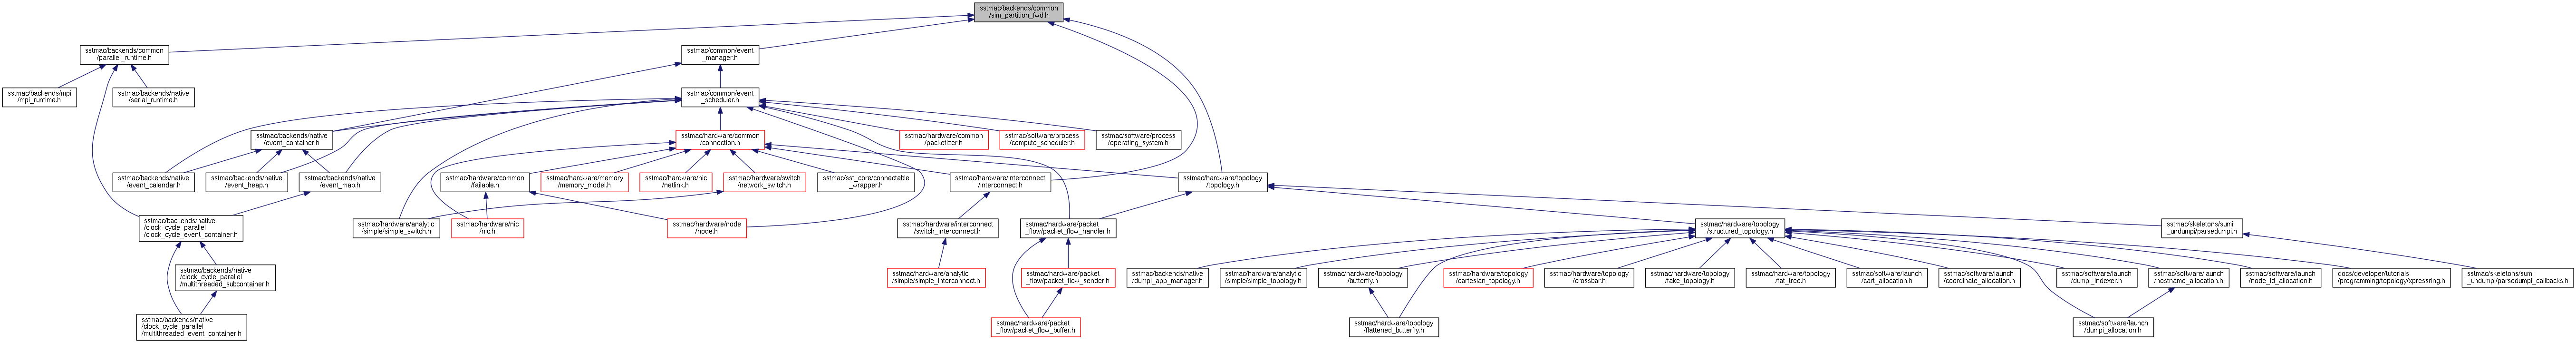 sstmac/backends/common
/sim_partition_fwd.h
sstmac/backends/common
/parallel_runtime.h
sstmac/common/event
_manager.h
sstmac/backends/mpi
/mpi_runtime.h
sstmac/backends/native
/serial_runtime.h
sstmac/common/event
_scheduler.h
sstmac/backends/native
/event_container.h
sstmac/hardware/common
/connection.h
sstmac/hardware/common
/packetizer.h
sstmac/software/process
/compute_scheduler.h
sstmac/software/process
/operating_system.h
sstmac/backends/native
/event_calendar.h
sstmac/backends/native
/event_heap.h
sstmac/backends/native
/event_map.h
sstmac/hardware/common
/failable.h
sstmac/hardware/memory
/memory_model.h
sstmac/hardware/nic
/netlink.h
sstmac/hardware/switch
/network_switch.h
sstmac/sst_core/connectable
_wrapper.h
sstmac/hardware/interconnect
/interconnect.h
sstmac/hardware/topology
/topology.h
sstmac/backends/native
/clock_cycle_parallel
/clock_cycle_event_container.h
sstmac/hardware/analytic
/simple/simple_switch.h
sstmac/hardware/nic
/nic.h
sstmac/hardware/node
/node.h
sstmac/hardware/interconnect
/switch_interconnect.h
sstmac/hardware/packet
_flow/packet_flow_handler.h
sstmac/hardware/topology
/structured_topology.h
sstmac/skeletons/sumi
_undumpi/parsedumpi.h
sstmac/backends/native
/clock_cycle_parallel
/multithreaded_subcontainer.h
sstmac/hardware/analytic
/simple/simple_interconnect.h
sstmac/hardware/packet
_flow/packet_flow_sender.h
sstmac/backends/native
/dumpi_app_manager.h
sstmac/hardware/analytic
/simple/simple_topology.h
sstmac/hardware/topology
/butterfly.h
sstmac/hardware/topology
/cartesian_topology.h
sstmac/hardware/topology
/crossbar.h
sstmac/hardware/topology
/fake_topology.h
sstmac/hardware/topology
/fat_tree.h
sstmac/software/launch
/cart_allocation.h
sstmac/software/launch
/coordinate_allocation.h
sstmac/software/launch
/dumpi_indexer.h
sstmac/software/launch
/hostname_allocation.h
sstmac/software/launch
/node_id_allocation.h
docs/developer/tutorials
/programming/topology/xpressring.h
sstmac/skeletons/sumi
_undumpi/parsedumpi_callbacks.h
sstmac/backends/native
/clock_cycle_parallel
/multithreaded_event_container.h
sstmac/hardware/packet
_flow/packet_flow_buffer.h
sstmac/hardware/topology
/flattened_butterfly.h
sstmac/software/launch
/dumpi_allocation.h